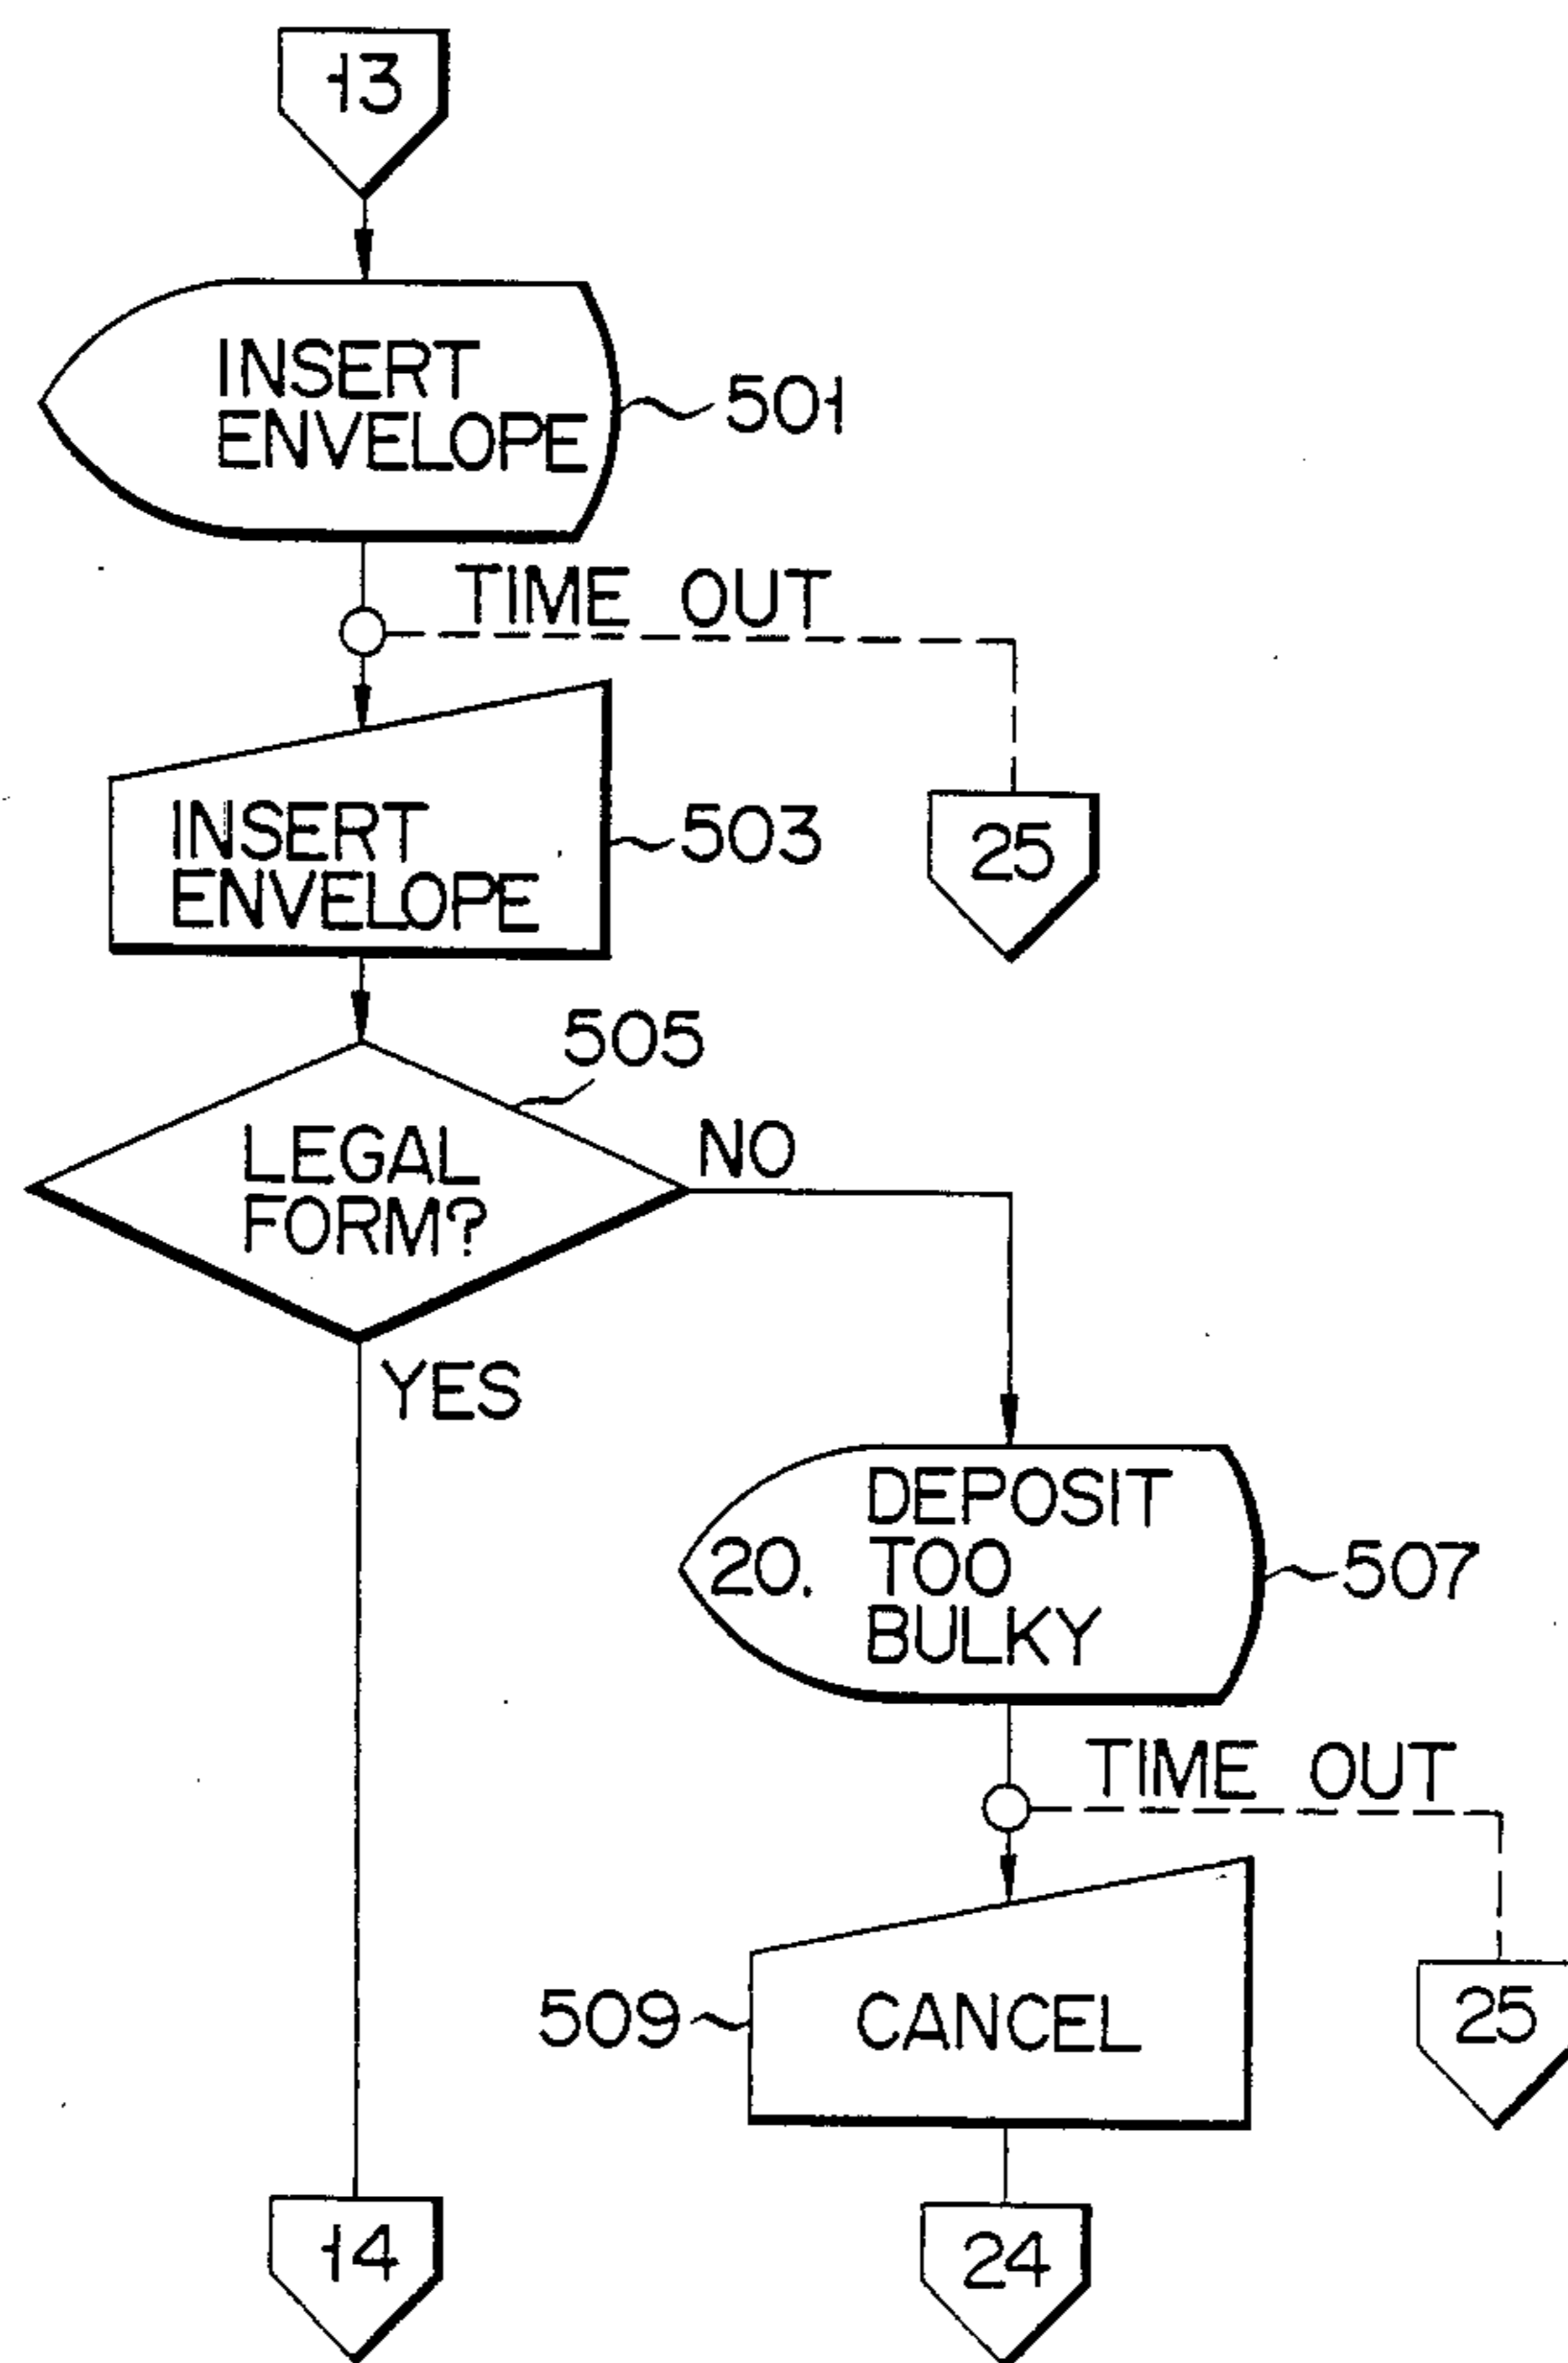 13
INSERT
ENVELOPE
501
TIME OUT
INSERT
ENVELOPE
503
25
505
LEGAL
FORM?
NO
YES
DEPOSIT
20. TOO
BULKY
507
TIME OUT
509
CANCEL
25
14
24